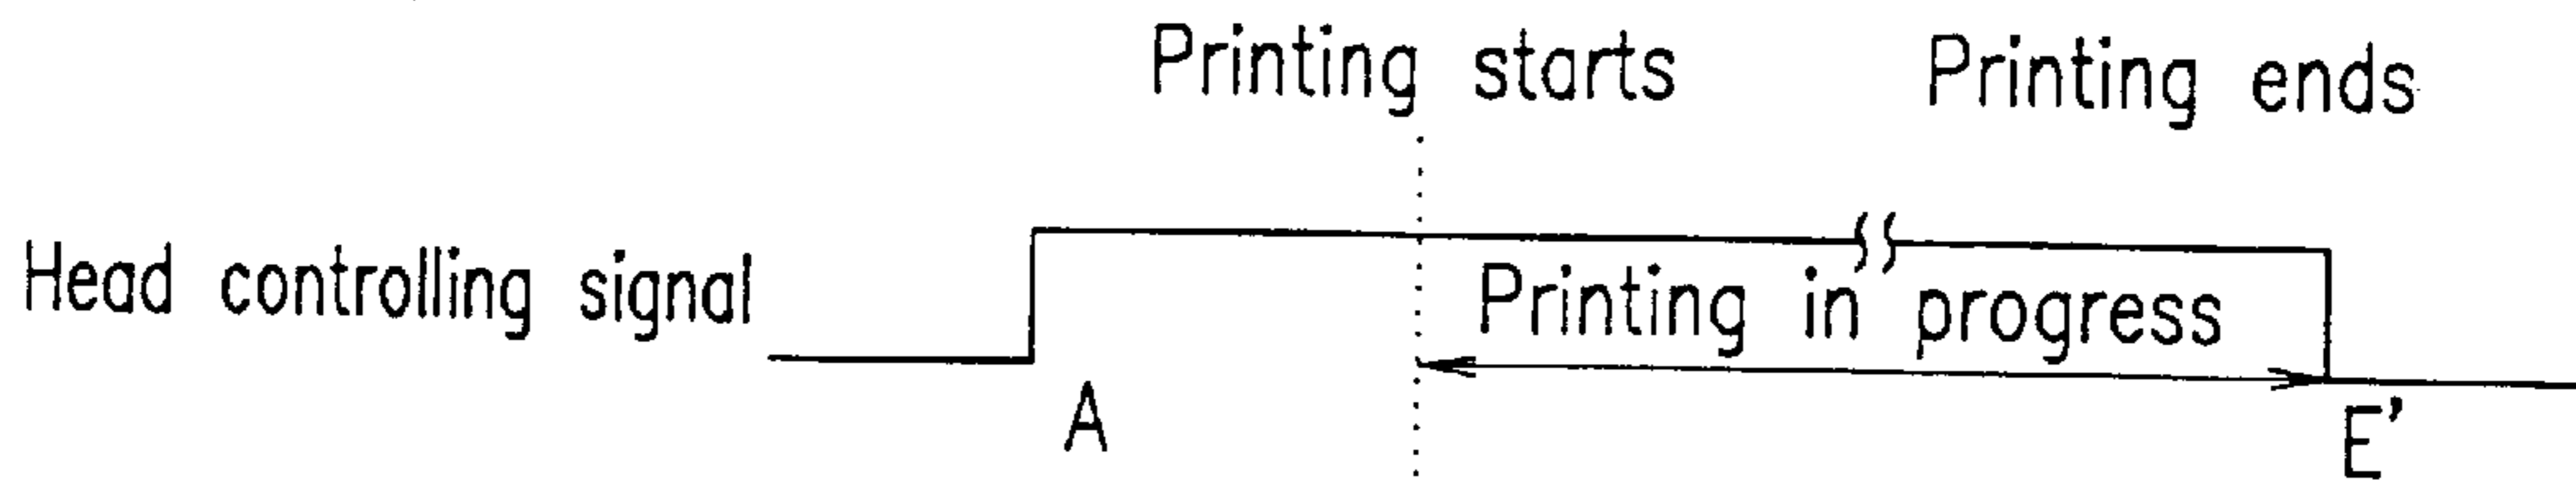 Printing starts
Printing ends
Head controlling signal
Printing in progress
A
E'